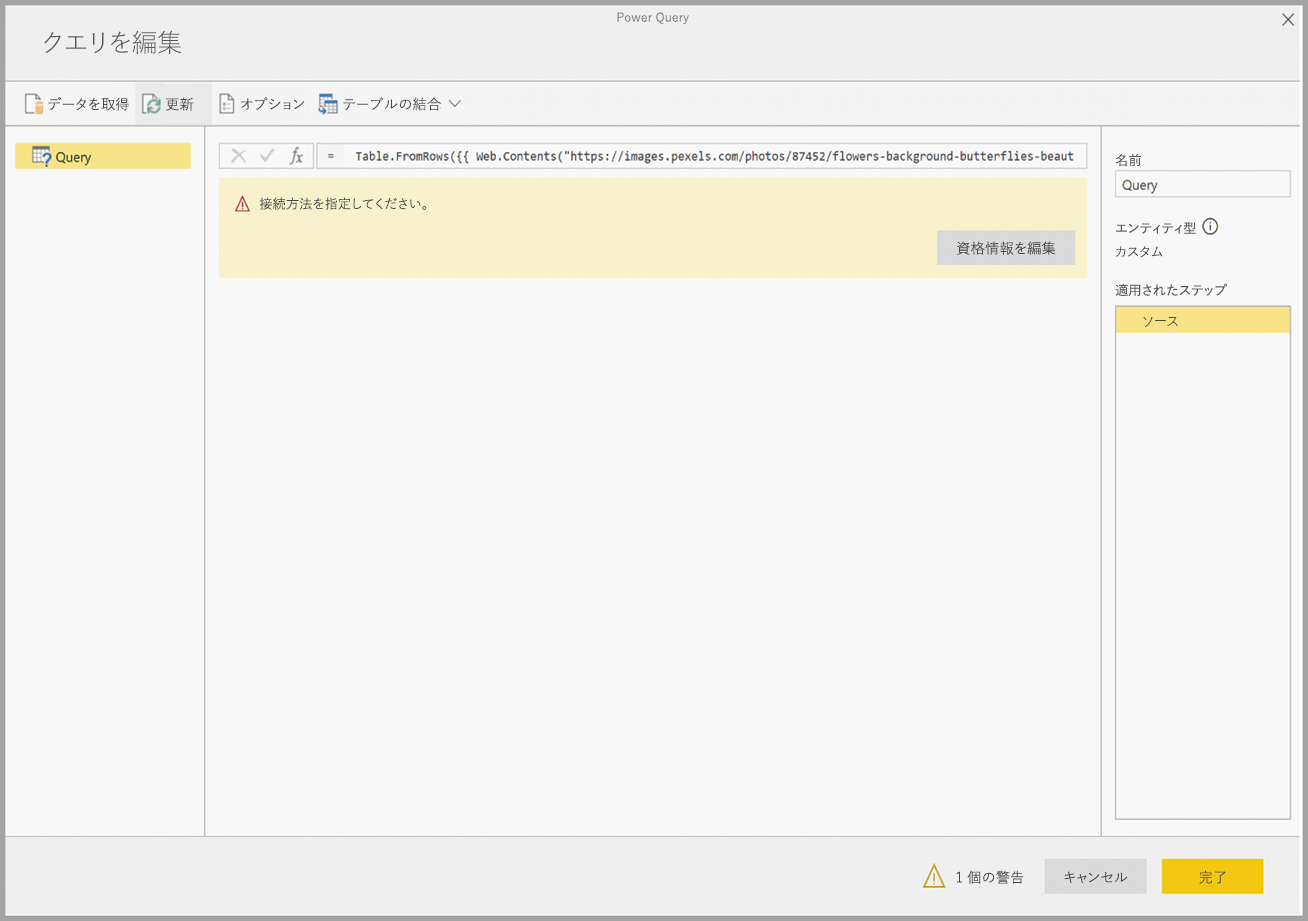 Power Query
クエリを編集
データを取得 更新 オプション テーブルの結合
Query
fx = Table.FromRows({{ Web.Contents("https://images.pexels.com/photos/87452/flowers-background-butterflies-beaut
接続方法を指定してください。
資格情報を編集
名前
Query
エンティティ型
カスタム
適用されたステップ
ソース
1 個の警告 キャンセル 完了